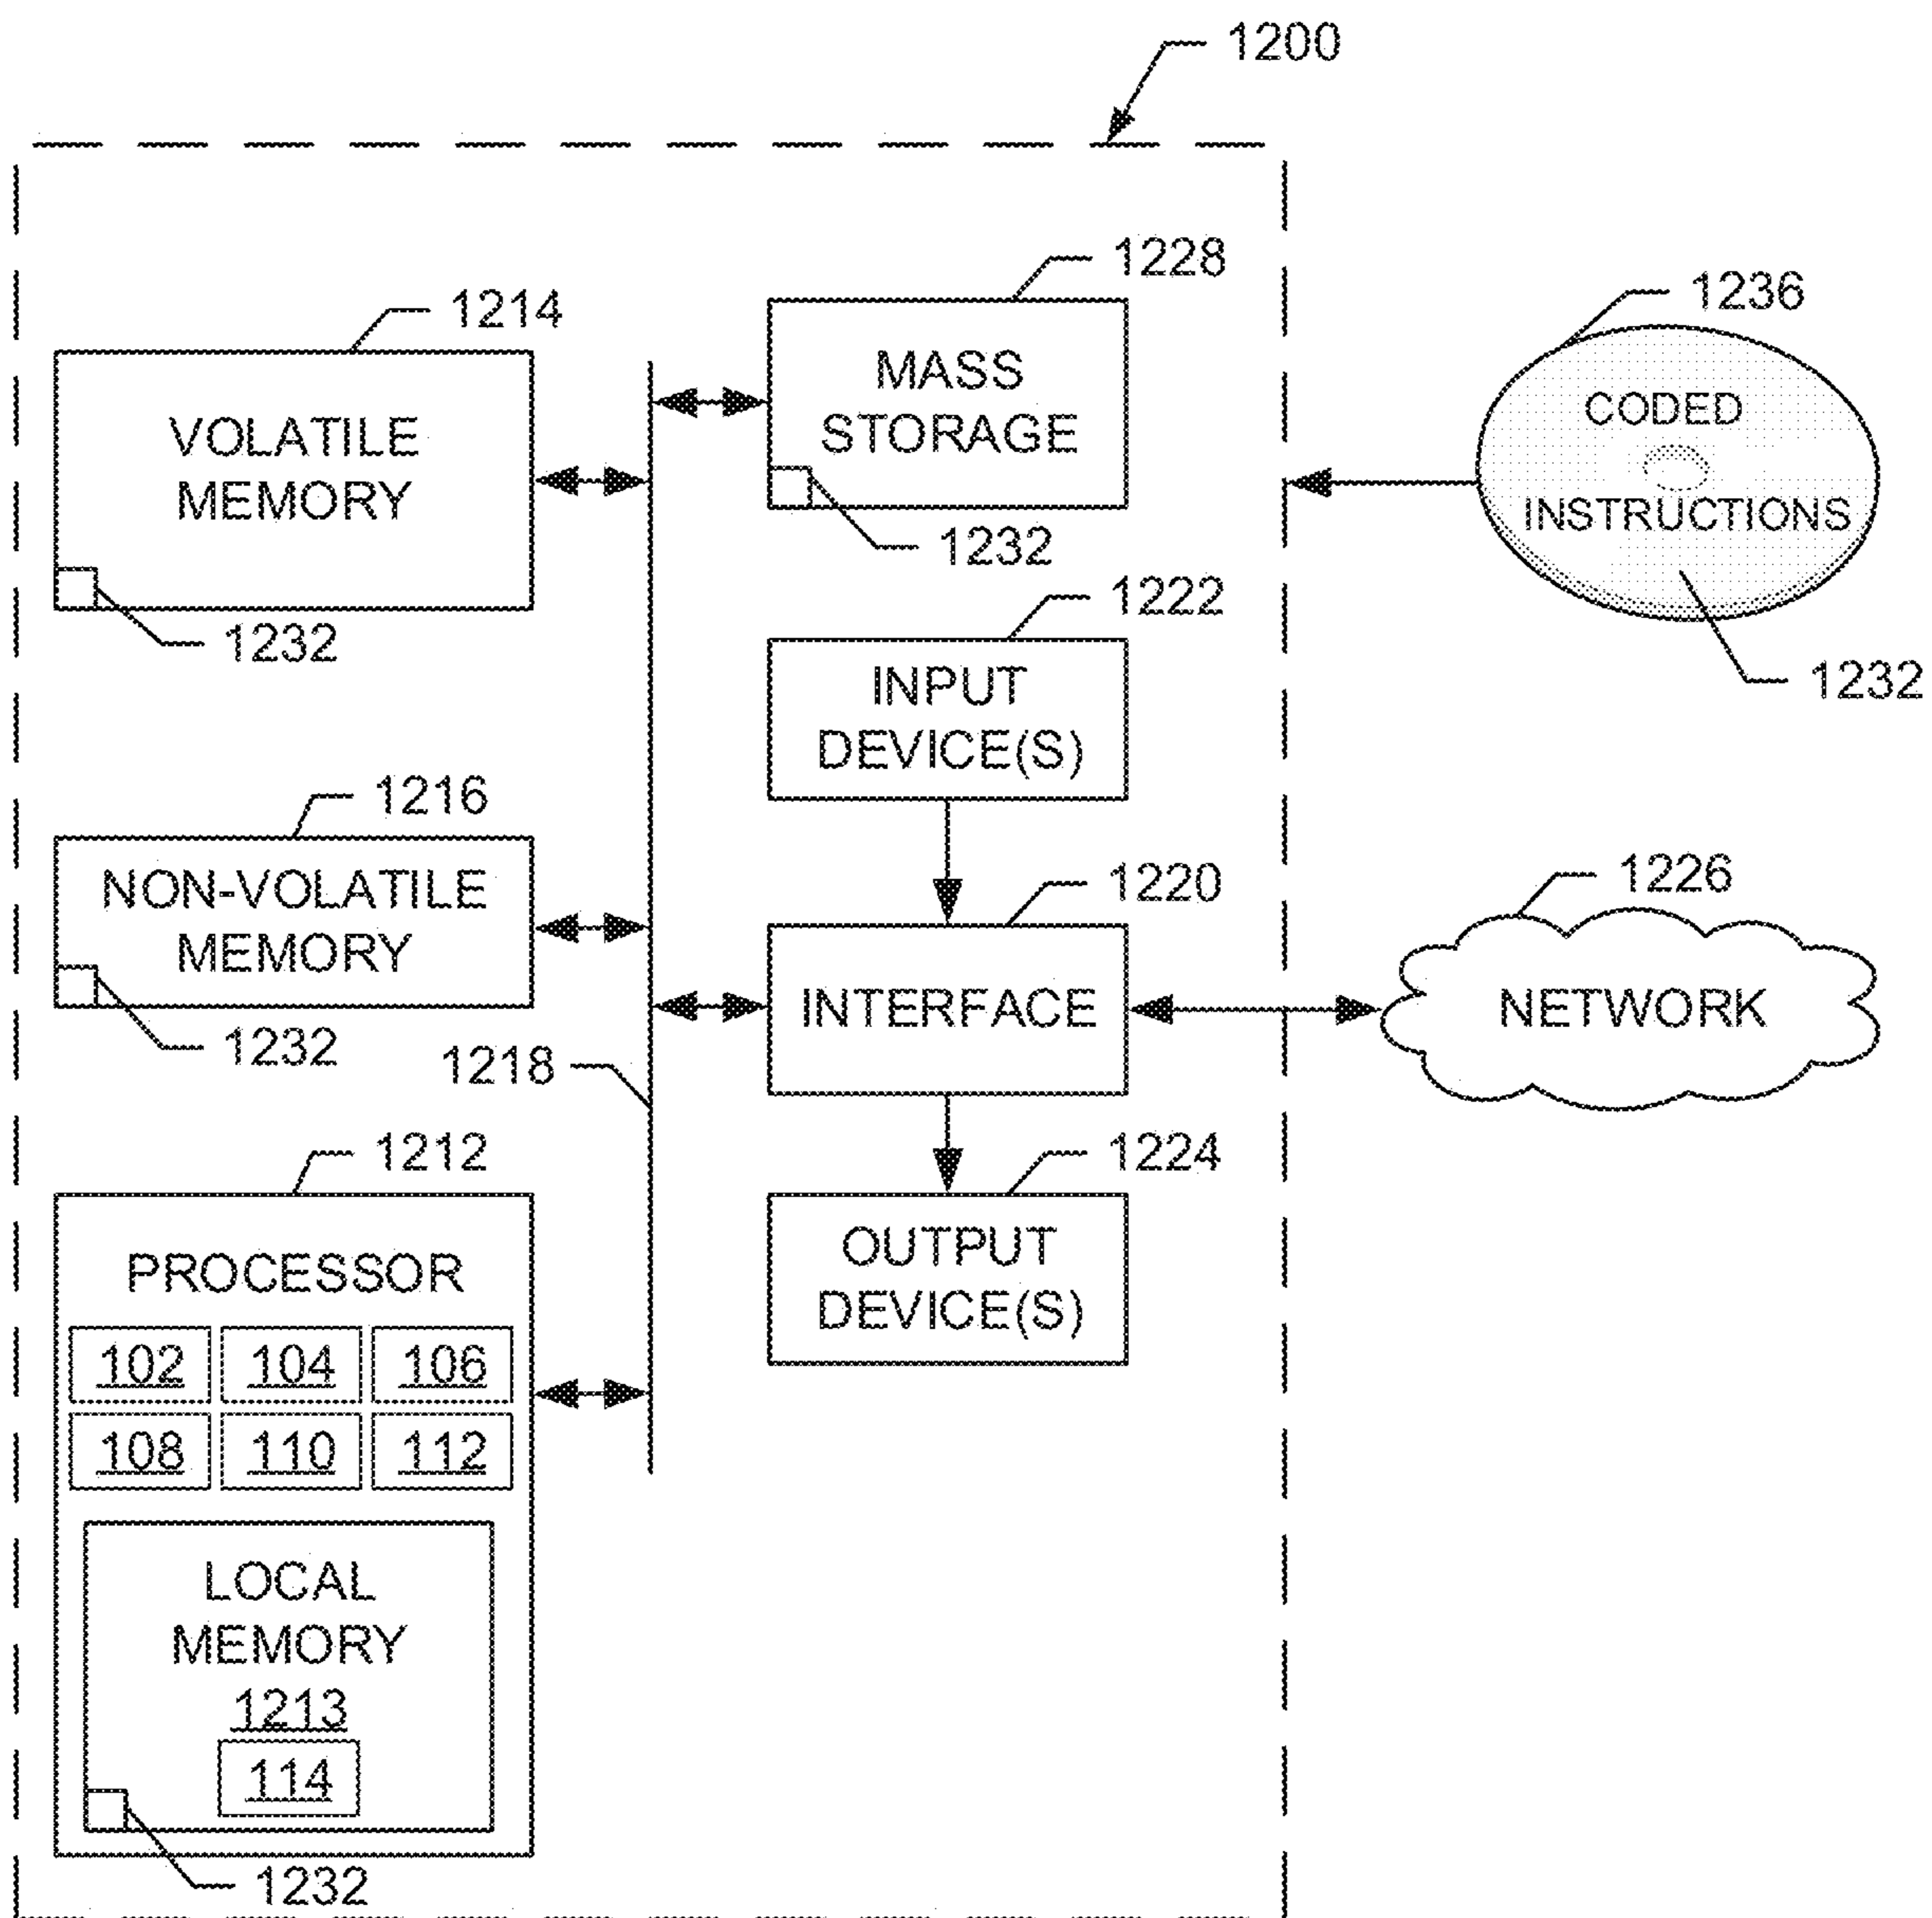 1200
1228
1214
1236
MASS
STORAGE
VOLATILE
MEMORY
CODED
INSTRUCTIONS
1232
1232
1222
1232
INPUT
DEVICE(S)
1216
1220
1226
NON-VOLATILE
MEMORY
INTERFACE
NETWORK
1232
1218
1212
1224
PROCESSOR
OUTPUT
DEVICE(S)
102 104 106
108 110 112
LOCAL
MEMORY
1213
114
1232